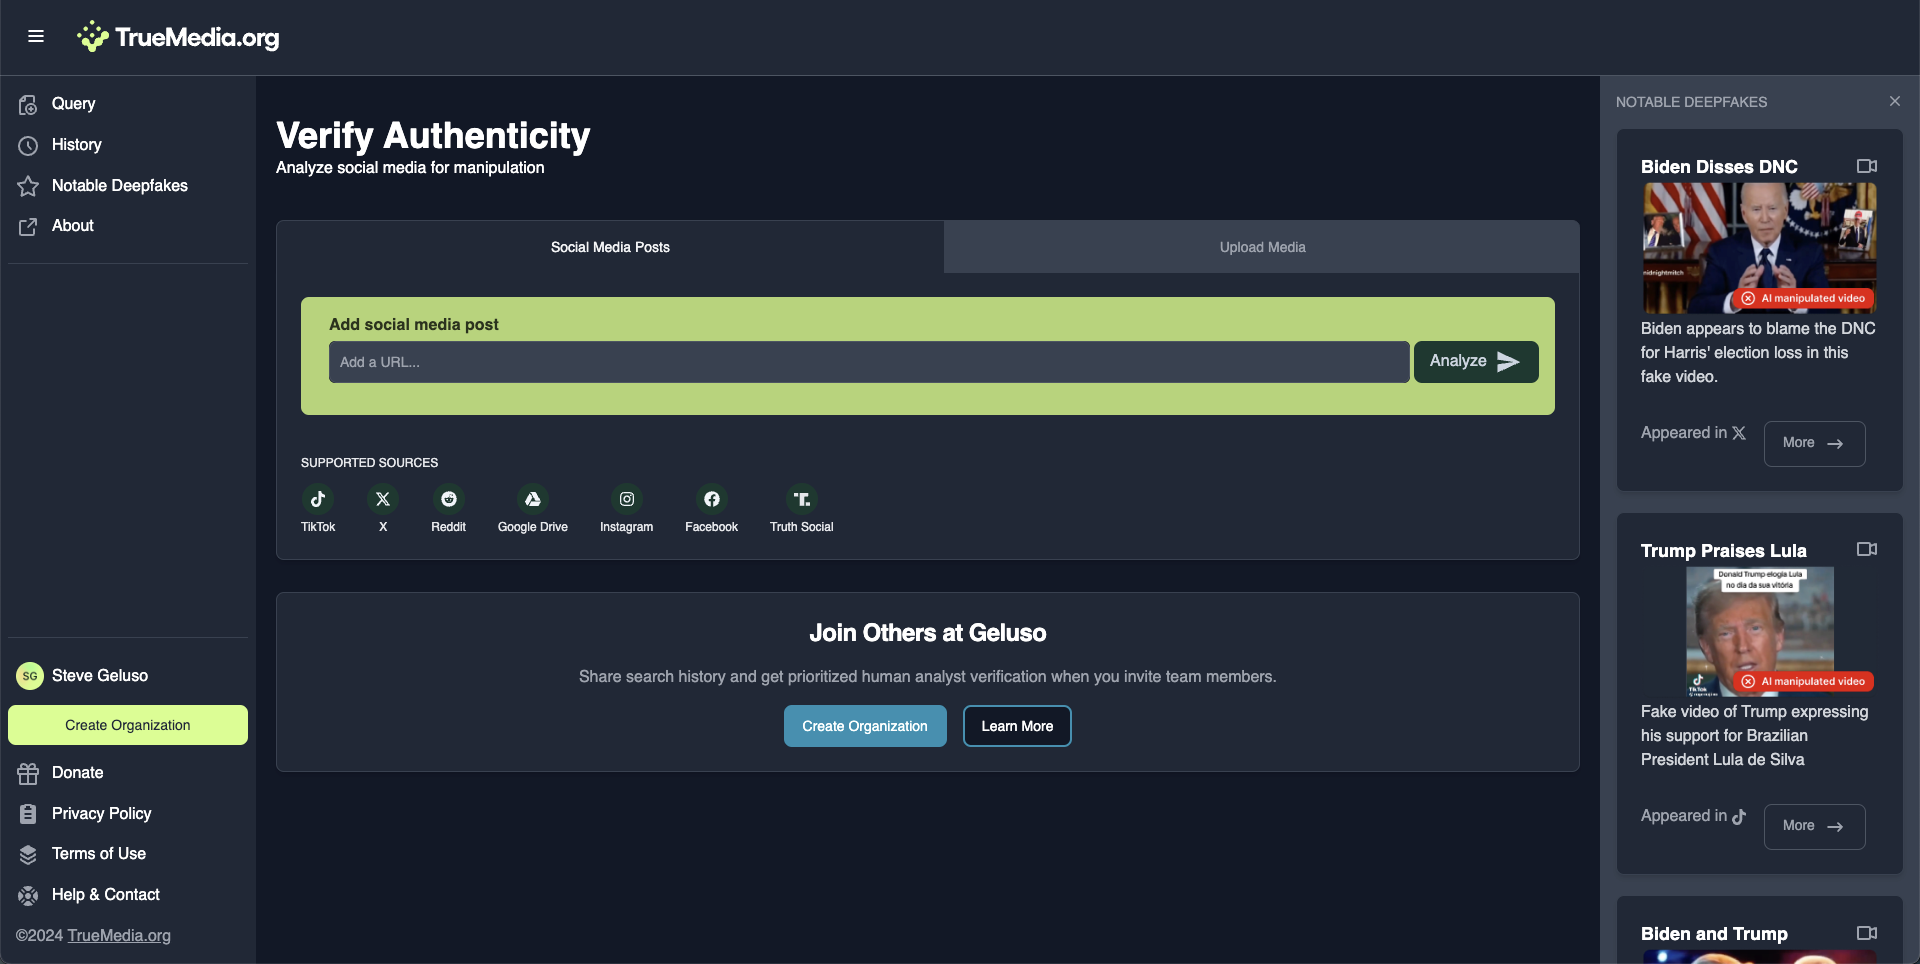 TrueMedia.org
Query
History
Notable Deepfakes
About
SG Steve Geluso
Create Organization
Donate
Privacy Policy
Terms of Use
Help & Contact
©2024 TrueMedia.org
Verify Authenticity
Analyze social media for manipulation
Social Media Posts
Upload Media
Add social media post
Add a URL...
Analyze
SUPPORTED SOURCES
TikTok
X
Reddit
Google Drive
Instagram
Facebook
Truth Social
Join Others at Geluso
Share search history and get prioritized human analyst verification when you invite team members.
Create Organization
Learn More
NOTABLE DEEPFAKES
Biden Disses DNC
midnightmitch
AI manipulated video
Biden appears to blame the DNC
for Harris' election loss in this
fake video.
Appeared in
More
Trump Praises Lula
Donald Trump elogia Lula
no dia da sua vitória
TikTok
AI manipulated video
Fake video of Trump expressing
his support for Brazilian
President Lula de Silva
Appeared in
More
Biden and Trump